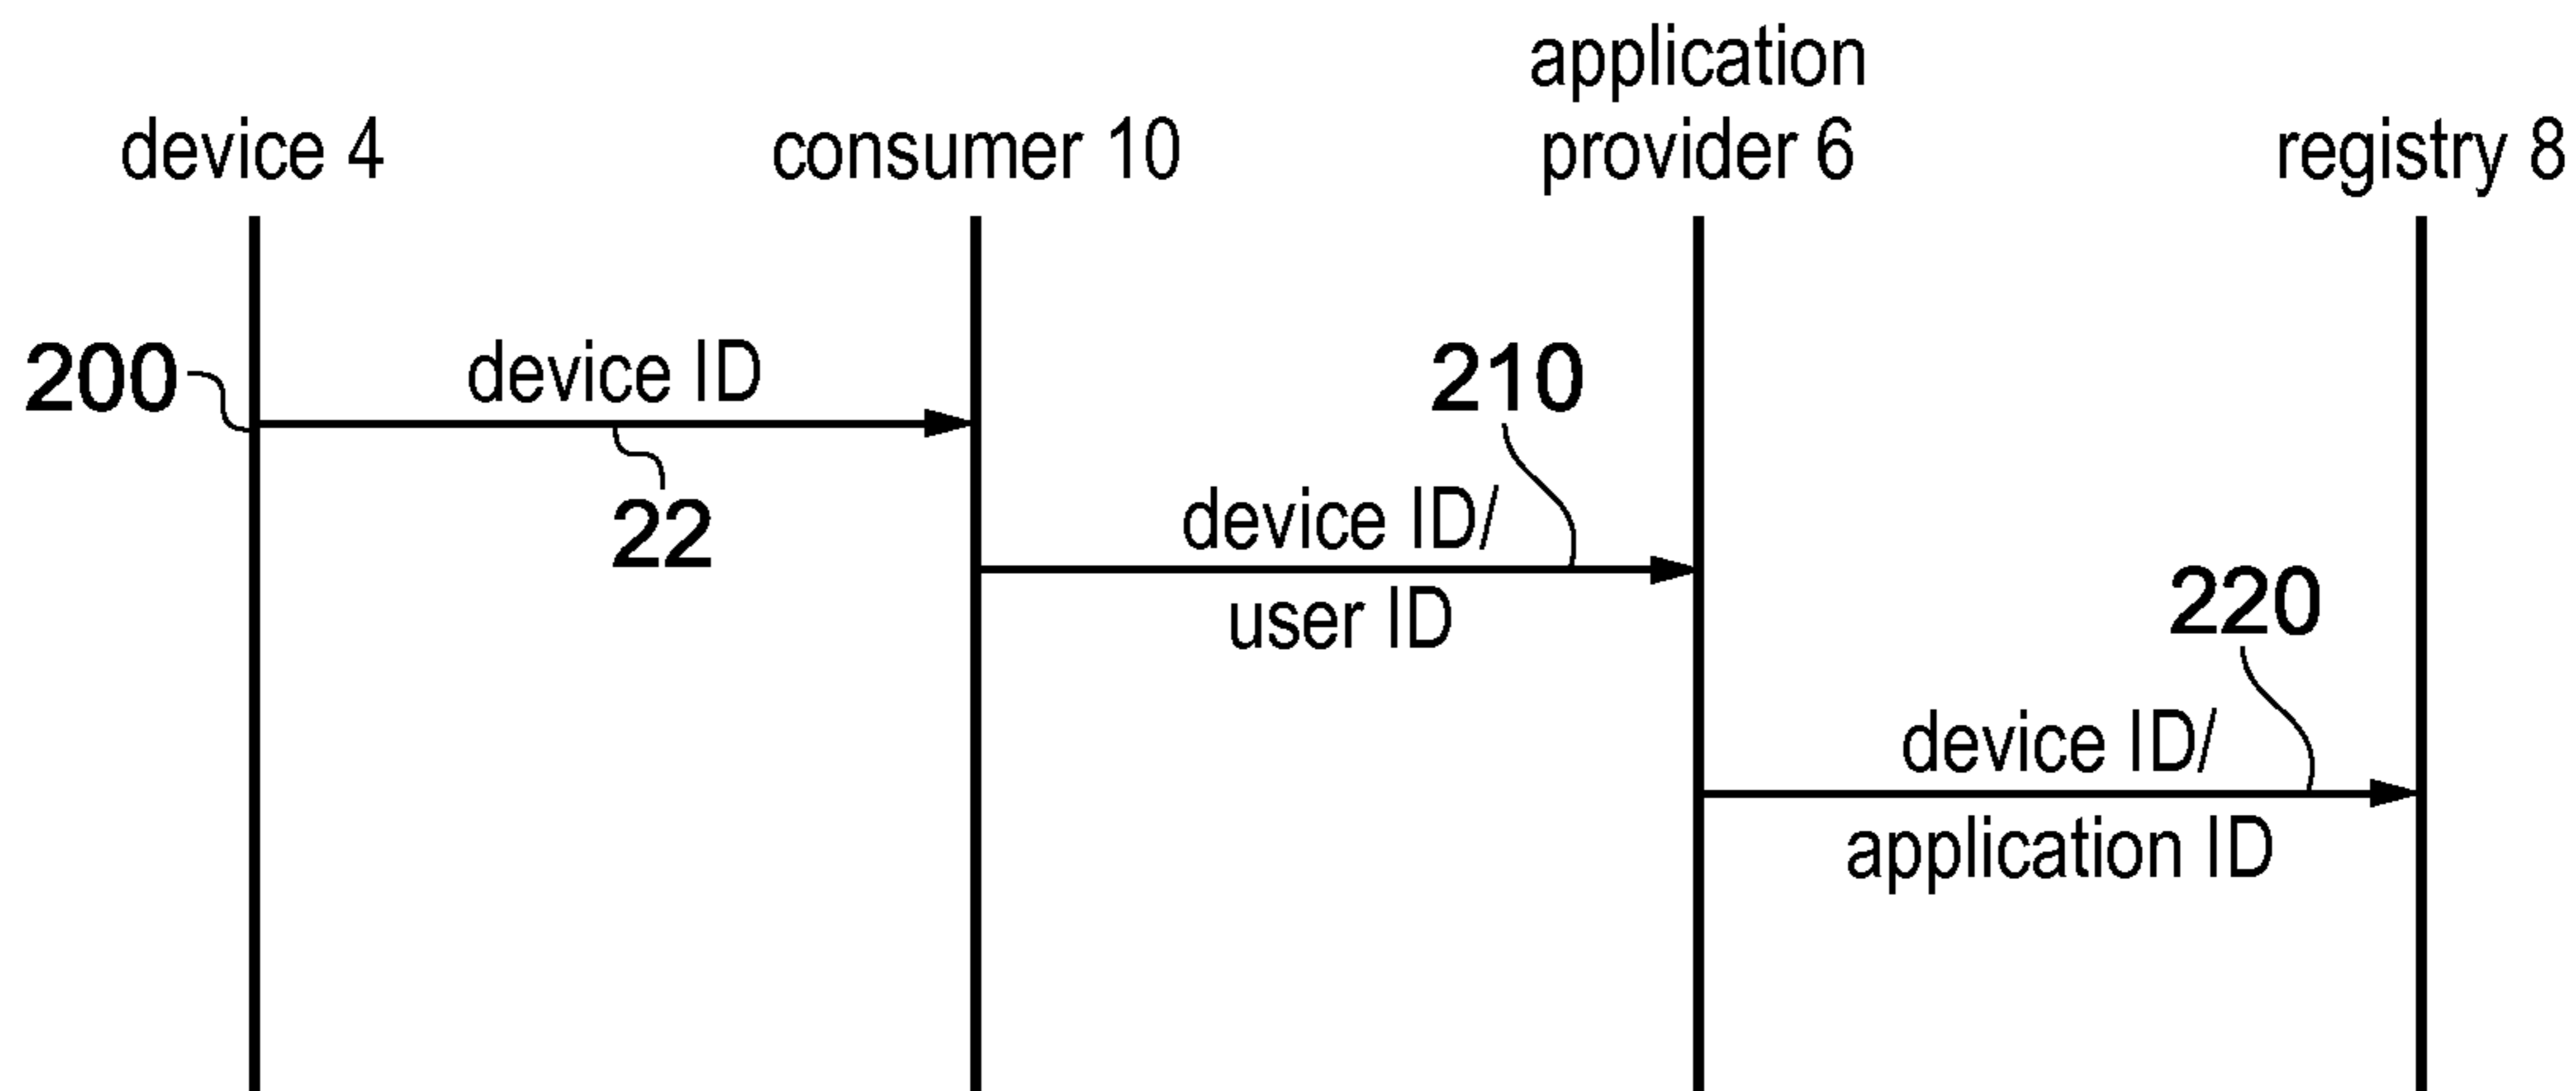 application
device 4
consumer 10
provider 6
registry 8
200
device ID
210
22
device ID/
user ID
220
device ID/
application ID